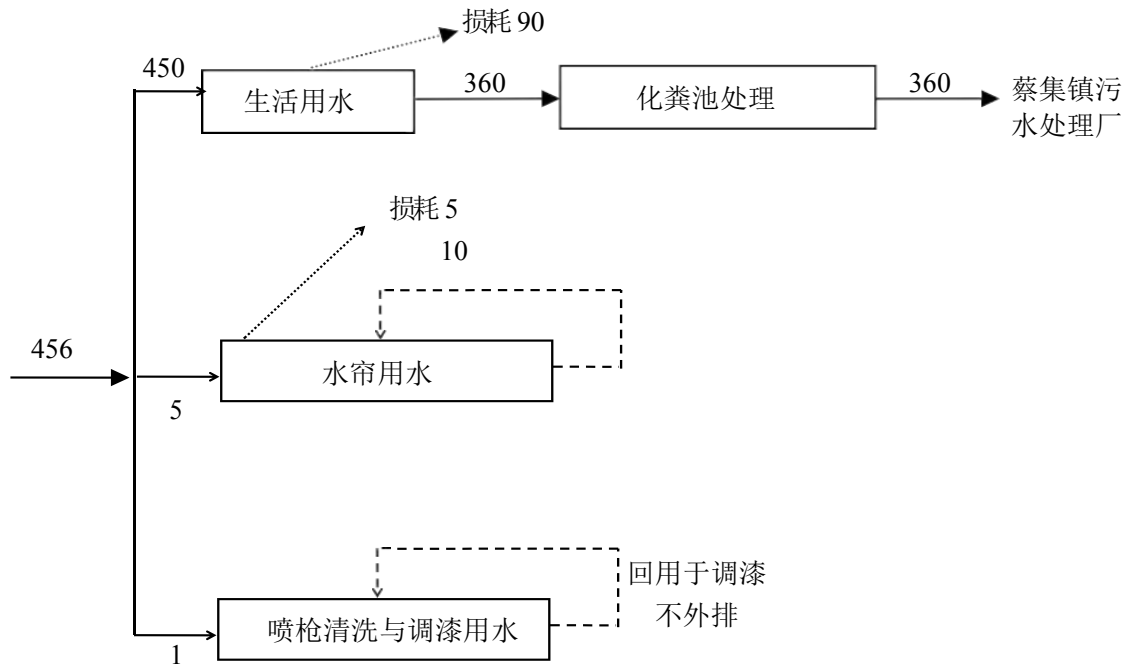 损耗 90
450
生活用水
360
化粪池处理
360
蔡集镇污
水处理厂
损耗 5
10
456
水帘用水
5
回用于调漆
不外排
喷枪清洗与调漆用水
1